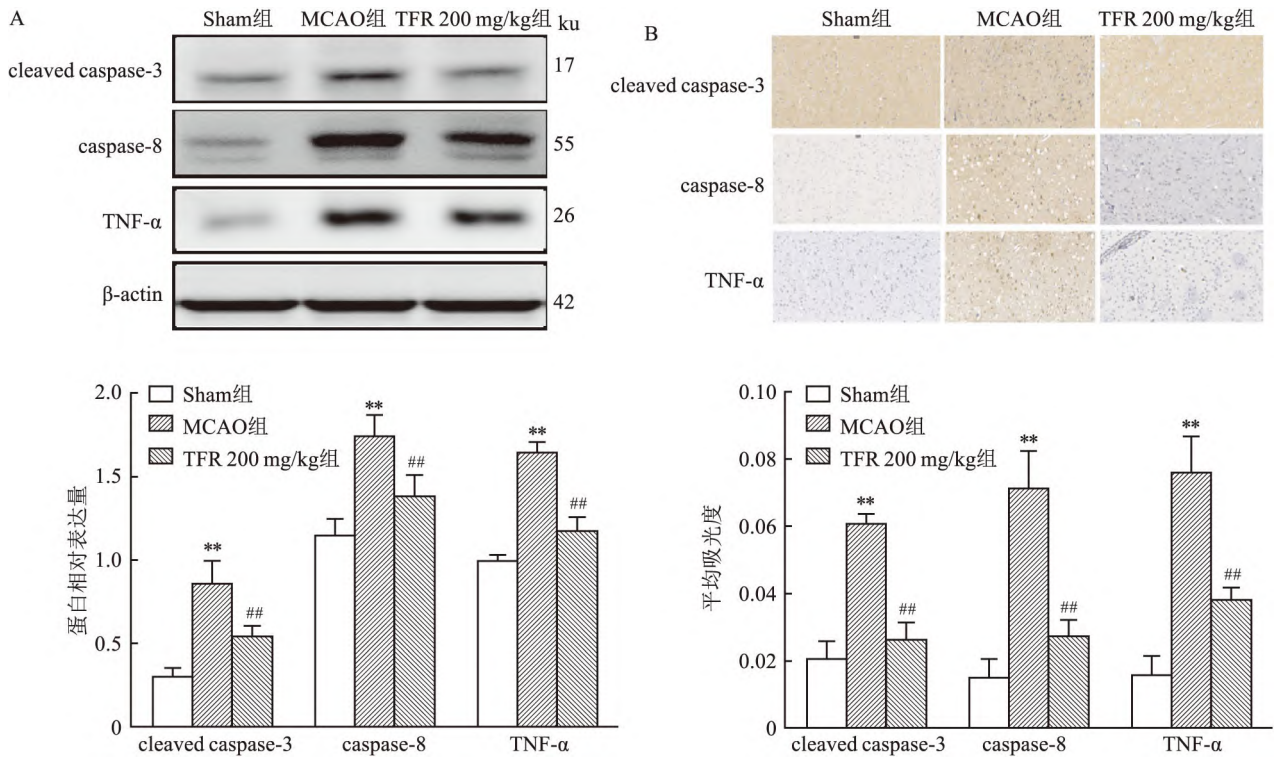 A
Sham组 MCAO组 TFR 200 mg/kg组 ku
cleaved caspase-3 17
caspase-8 55
TNF-α 26
β-actin 42
B
Sham组 MCAO组 TFR 200 mg/kg组
cleaved caspase-3
caspase-8
TNF-α
蛋白相对表达量
2.0
1.5
1.0
0.5
0
Sham组
MCAO组
TFR 200 mg/kg组
** ## ** ## ** ##
cleaved caspase-3 caspase-8 TNF-α
平均吸光度
0.10
0.08
0.06
0.04
0.02
0
Sham组
MCAO组
TFR 200 mg/kg组
** ## ** ## ** ##
cleaved caspase-3 caspase-8 TNF-α